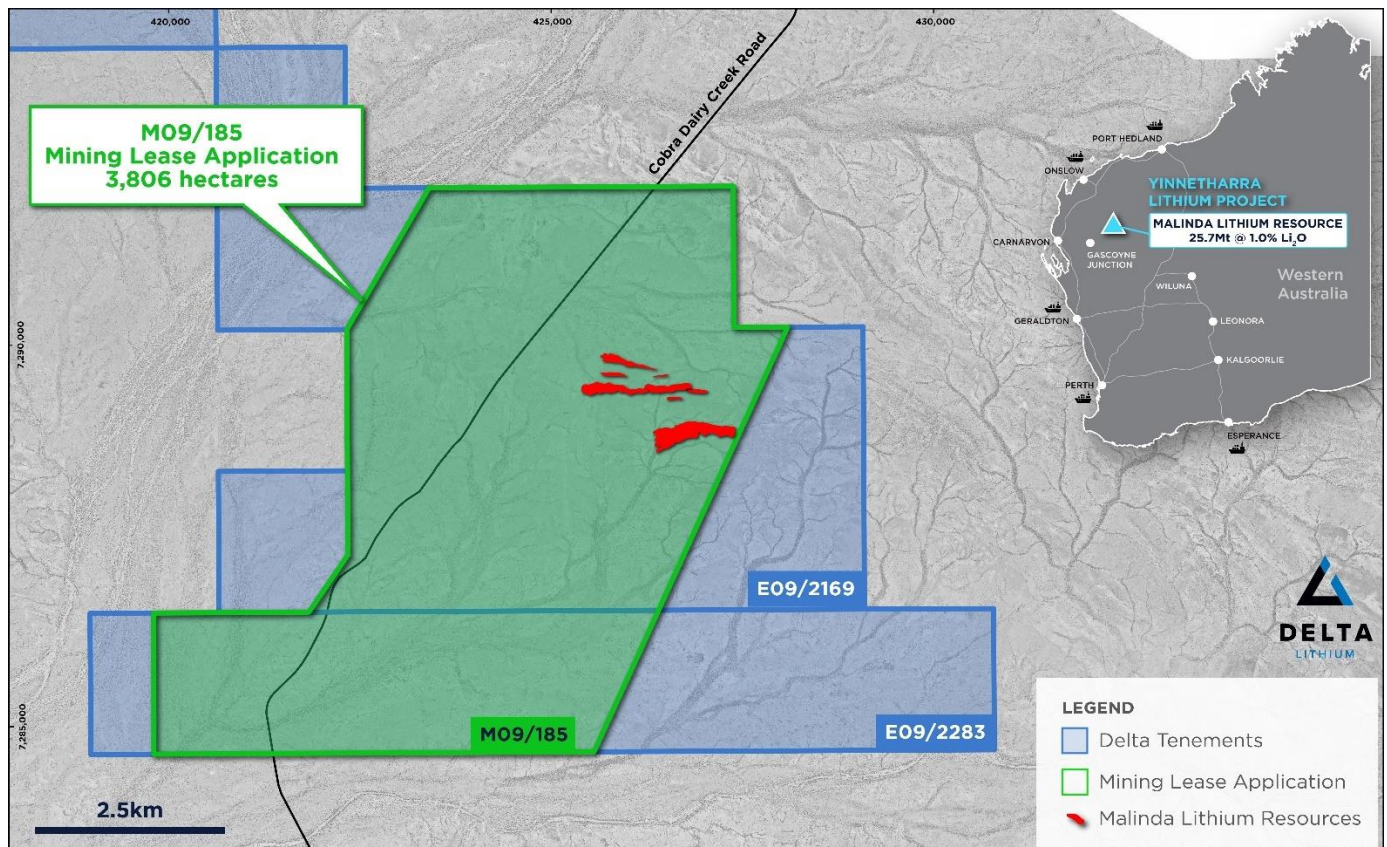 420,000
425,000
430,000
7,290,000
7,285,000
Cobra Dairy Creek Road
M09/185
Mining Lease Application
3,806 hectares
E09/2169
M09/185
E09/2283
2.5km
PORT HEDLAND
ONSLOW
YINNETHARRA
LITHIUM PROJECT
MALINDA LITHIUM RESOURCE
25.7Mt @ 1.0% Li₂O
CARNARVON
GASCOYNE
JUNCTION
WILUNA
Western
Australia
GERALDTON
LEONORA
KALGOORLIE
PERTH
ESPERANCE
DELTA
LITHIUM
LEGEND
Delta Tenements
Mining Lease Application
Malinda Lithium Resources